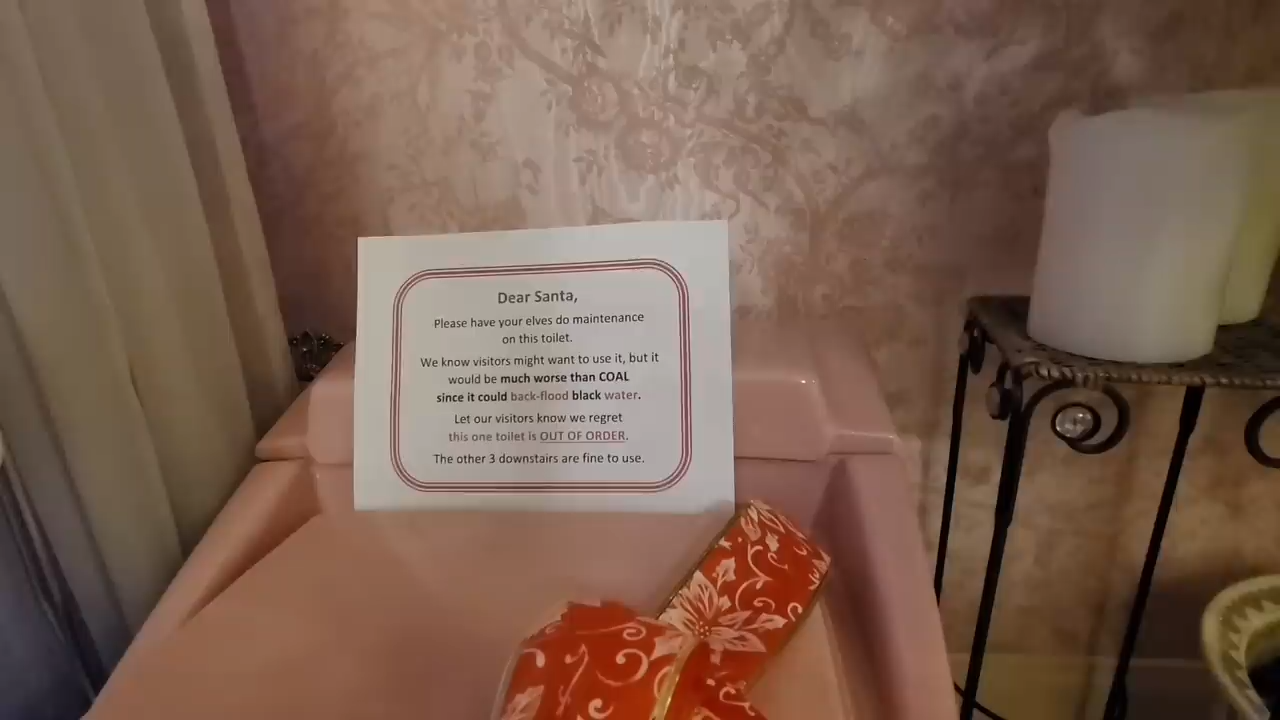 Dear Santa,
Please have your elves do maintenance
on this toilet.
We know visitors might want to use it, but it
would be much worse than COAL
since it could back-flood black water.
Let our visitors know we regret
this one toilet is OUT OF ORDER.
The other 3 downstairs are fine to use.